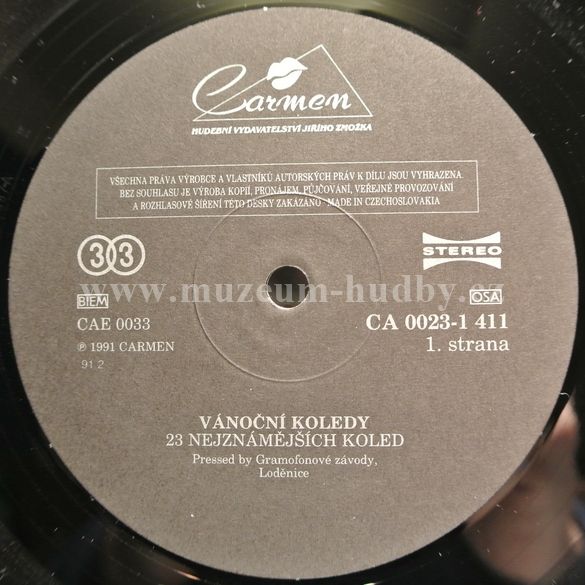 Carmen
HUDEBNÍ VYDAVATELSTVÍ JIŘÍHO ZMOŽKA
VŠECHNA PRÁVA VÝROBCE A VLASTNÍKŮ AUTORSKÝCH PRÁV K DÍLU JSOU VYHRAZENA
BEZ SOUHLASU JE VÝROBA KOPIÍ, PRONÁJEM, PŮJČOVÁNÍ, VEŘEJNÉ PROVOZOVÁNÍ
A ROZHLASOVÉ ŠÍŘENÍ TÉTO DESKY ZAKÁZÁNO - MADE IN CZECHOSLOVAKIA
33
STEREO
www.muzeum-hudby.cz
BIEM
OSA
CAE 0033
CA 0023-1 411
℗ 1991 CARMEN
1. strana
91 2
VÁNOČNÍ KOLEDY
23 NEJZNÁMĚJŠÍCH KOLED
Pressed by Gramofonové závody,
Loděnice